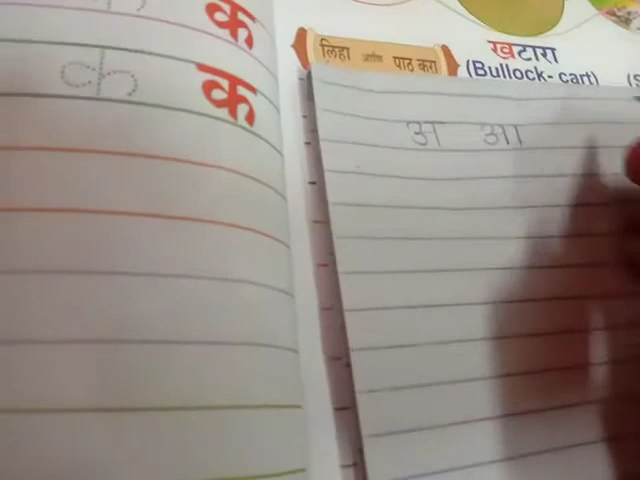 क
क क
लिहा आणि पाठ करा
खटारा
(Bullock- cart)
अ आ